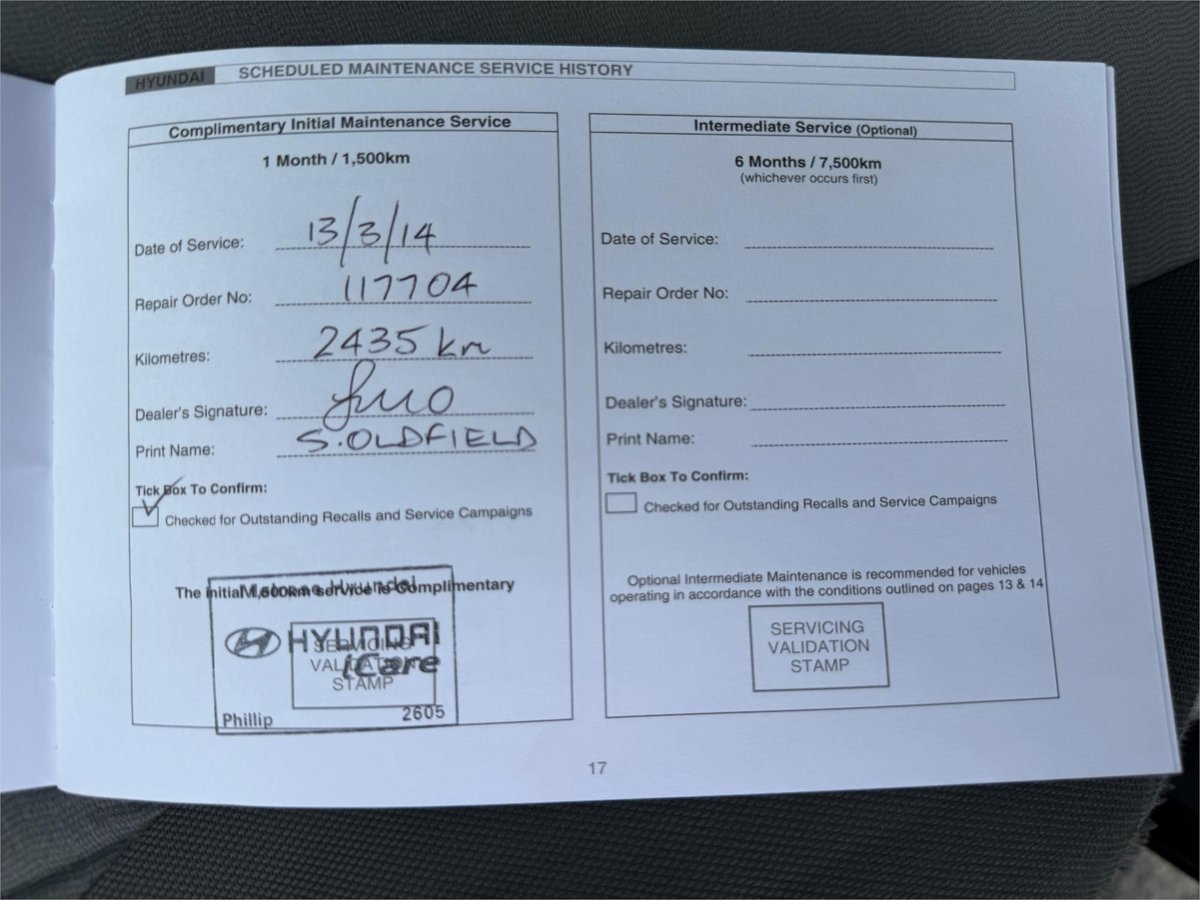 HYUNDAI SCHEDULED MAINTENANCE SERVICE HISTORY
Complimentary Initial Maintenance Service
1 Month / 1,500km
Date of Service: 13/3/14
Repair Order No: 117704
Kilometres: 2435 km
Dealer's Signature:
Print Name: S. OLDFIELD
Tick Box To Confirm:
Checked for Outstanding Recalls and Service Campaigns
The initial 1,500km service is Complimentary
Hyundai
HYUNDAI
iCare
SERVICING
VALIDATION
STAMP
Phillip 2605
Intermediate Service (Optional)
6 Months / 7,500km
(whichever occurs first)
Date of Service:
Repair Order No:
Kilometres:
Dealer's Signature:
Print Name:
Tick Box To Confirm:
Checked for Outstanding Recalls and Service Campaigns
Optional Intermediate Maintenance is recommended for vehicles
operating in accordance with the conditions outlined on pages 13 & 14
SERVICING
VALIDATION
STAMP
17